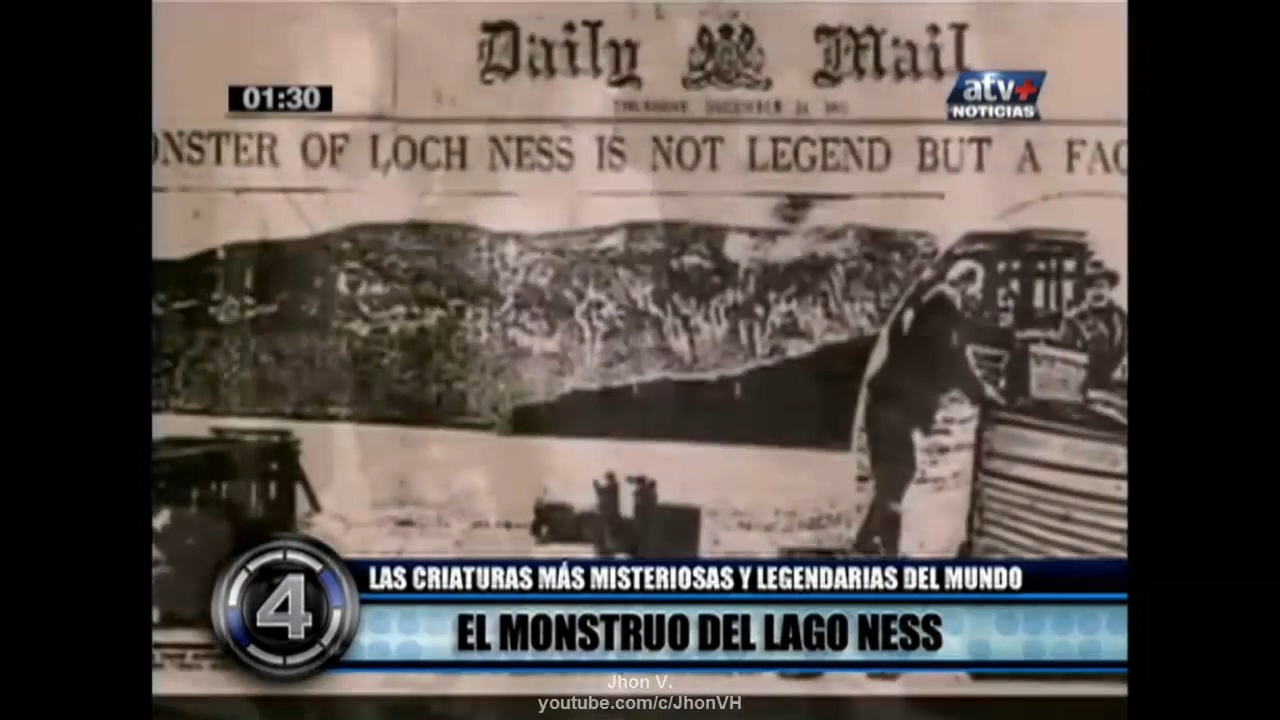 Daily Mail
01:30
atv+
NOTICIAS
ONSTER OF LOCH NESS IS NOT LEGEND BUT A FAC
4
LAS CRIATURAS MÁS MISTERIOSAS Y LEGENDARIAS DEL MUNDO
EL MONSTRUO DEL LAGO NESS
Jhon V.
youtube.com/c/JhonVH